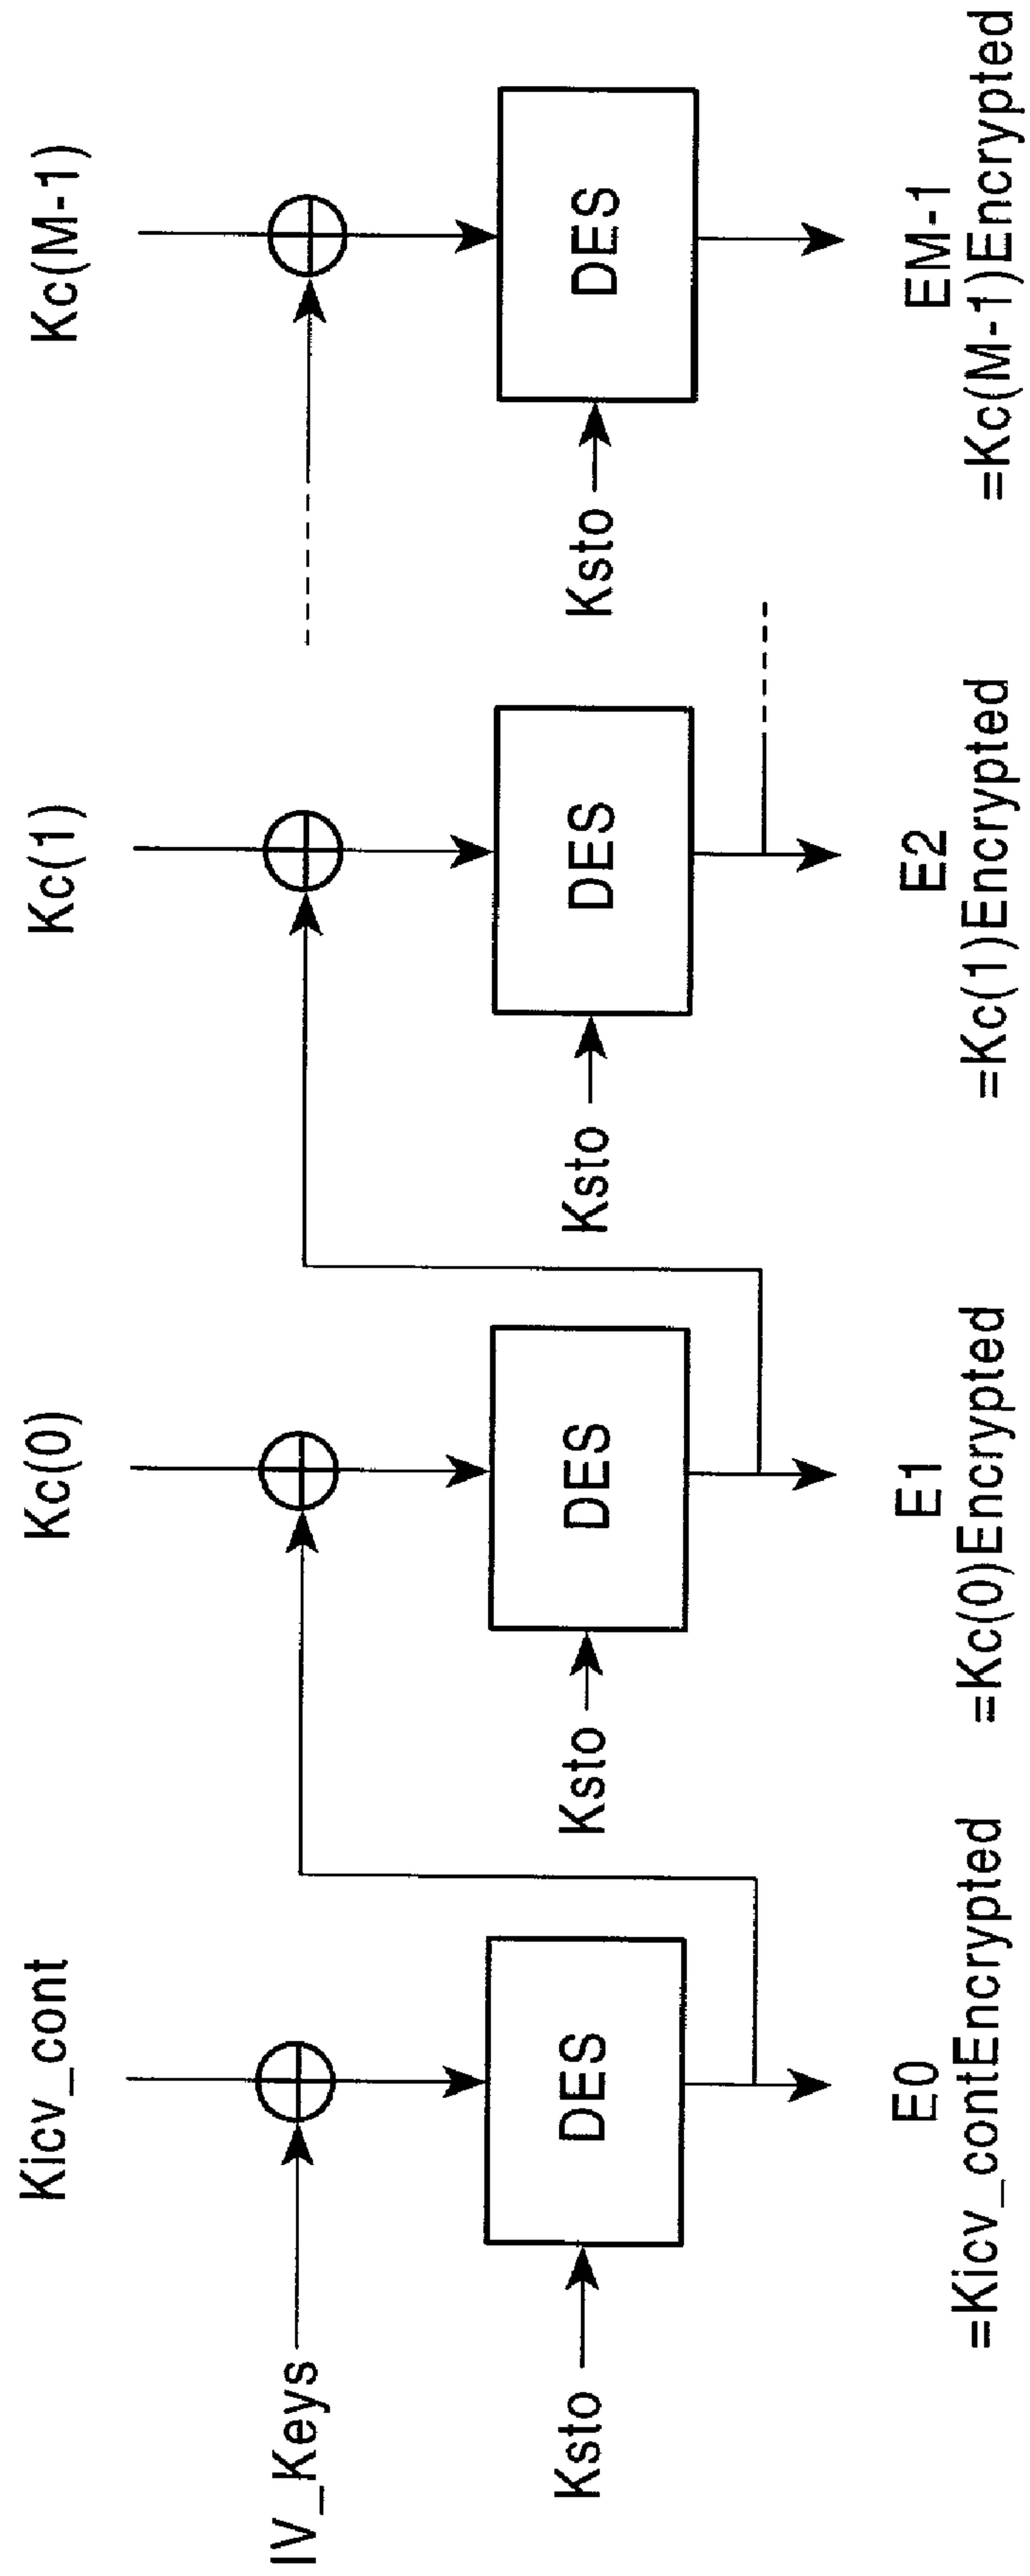 Kicv_cont
Kc(0)
Kc(1)
Kc(M-1)
IV_Keys
DES
DES
DES
DES
Ksto
Ksto
Ksto
Ksto
E0
=Kicv_contEncrypted
E1
=Kc(0)Encrypted
E2
=Kc(1)Encrypted
EM-1
=Kc(M-1)Encrypted